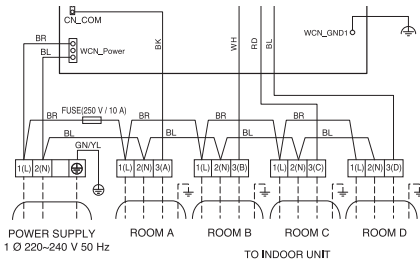 CN_COM
BR
WCN_Power
BL
BK
WH
RD
BL
WCN_GND1
FUSE(250 V / 10 A)
BR
BR
BR
BR
BL
BL
BL
BL
GN/YL
1(L) 2(N)
1(L) 2(N) 3(A)
1(L) 2(N) 3(B)
1(L) 2(N) 3(C)
1(L) 2(N) 3(D)
POWER SUPPLY
1 Ø 220~240 V 50 Hz
ROOM A
ROOM B
ROOM C
ROOM D
TO INDOOR UNIT